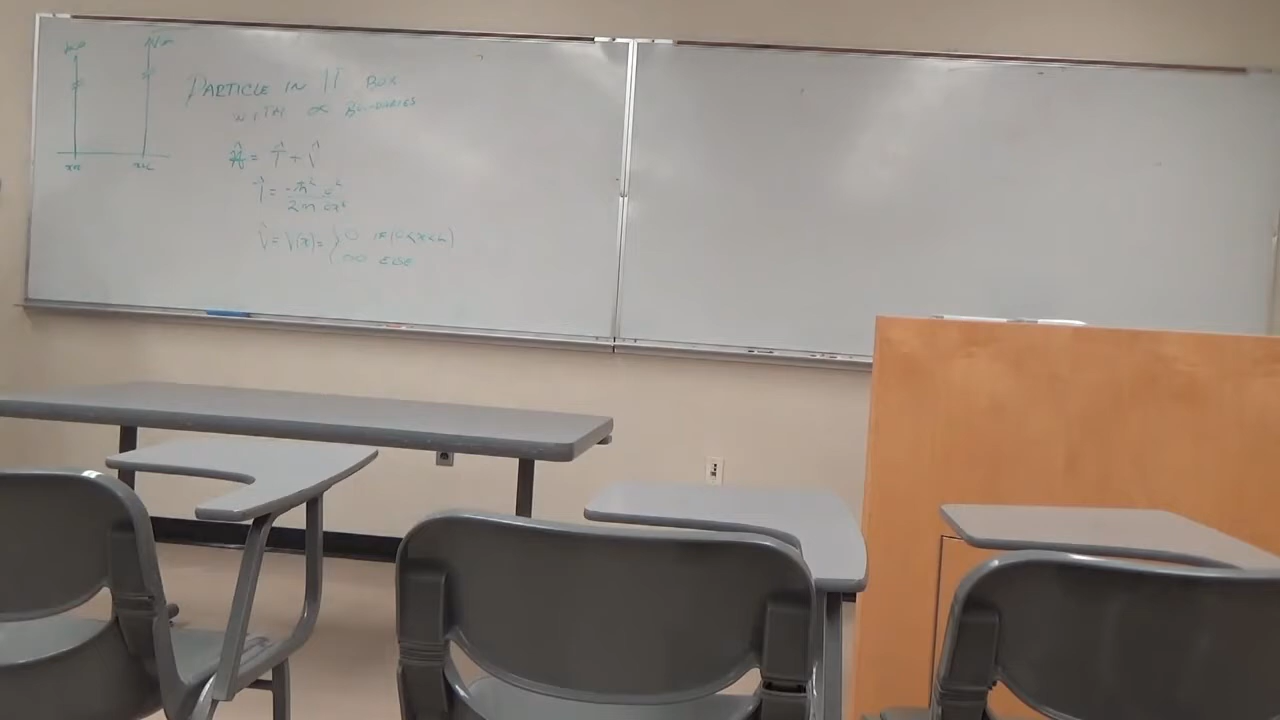 PARTICLE IN 1D BOX
WITH ∞ BOUNDARIES
Ĥ = T̂ + V̂
T̂ = -ħ² d² / 2m dx²
V̂ = V(x) = { 0 IF (0<x<L)
∞ ELSE